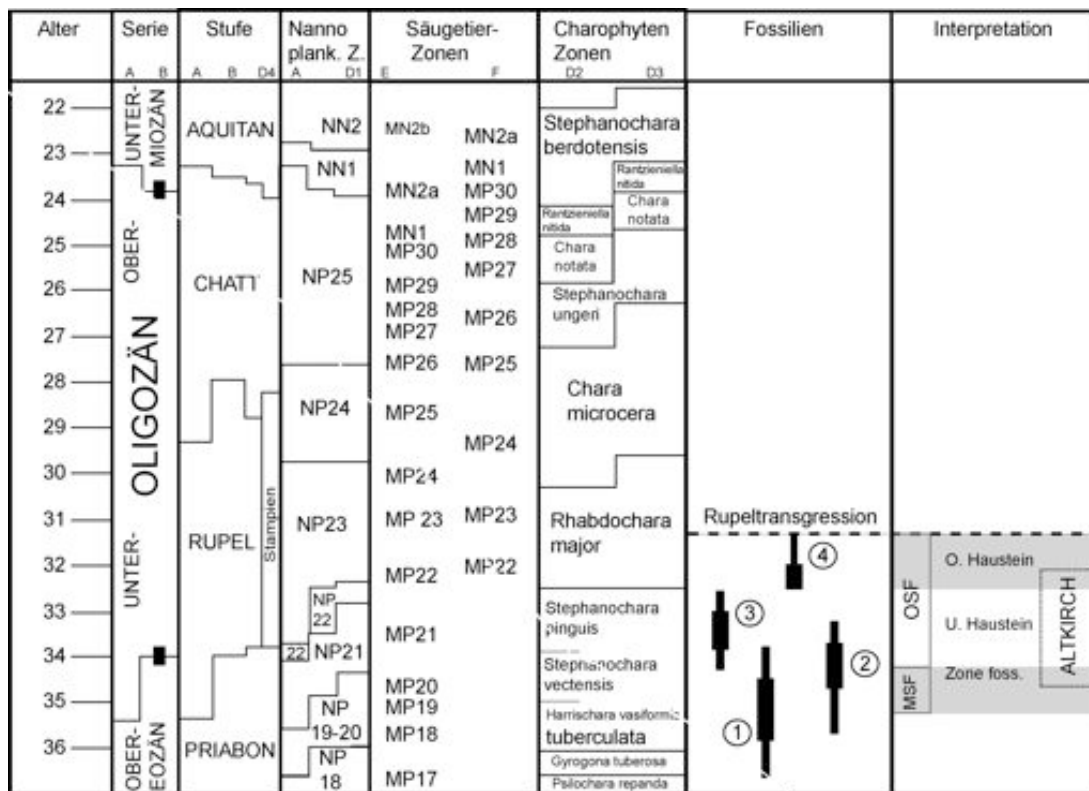 Alter
Serie
A B
Stufe
A B D4
Nanno
plank. Z.
A D1
Säugetier-
Zonen
E F
Charophyten
Zonen
D2 D3
Fossilien
Interpretation
22
23
24
25
26
27
28
29
30
31
32
33
34
35
36
UNTER-
MIOZÄN
OBER-
OLIGOZÄN
UNTER-
OBER-
EOZÄN
AQUITAN
CHATT
RUPEL
Stampien
PRIABON
NN2
NN1
NP25
NP24
NP23
NP
22
22
NP21
NP
19-20
NP
18
MN2b
MN2a
MN1
MP30
MP29
MP28
MP27
MP26
MP25
MP24
MP 23
MP22
MP21
MP20
MP19
MP18
MP17
MN2a
MN1
MP30
MP29
MP28
MP27
MP26
MP25
MP24
MP23
MP22
Stephanochara
berdotensis
Rantzieniella
nitida
Chara
notata
Rantzieniella
nitida
Chara
notata
Stephanochara
ungeri
Chara
microcera
Rhabdochara
major
Stephanochara
pinguis
Stephanochara
vectensis
Harrischara vasiformis
tuberculata
Gyrogona tuberosa
Psilochara repanda
Rupeltransgression
4
3
2
1
OSF
MSF
O. Haustein
U. Haustein
Zone foss.
ALTKIRCH